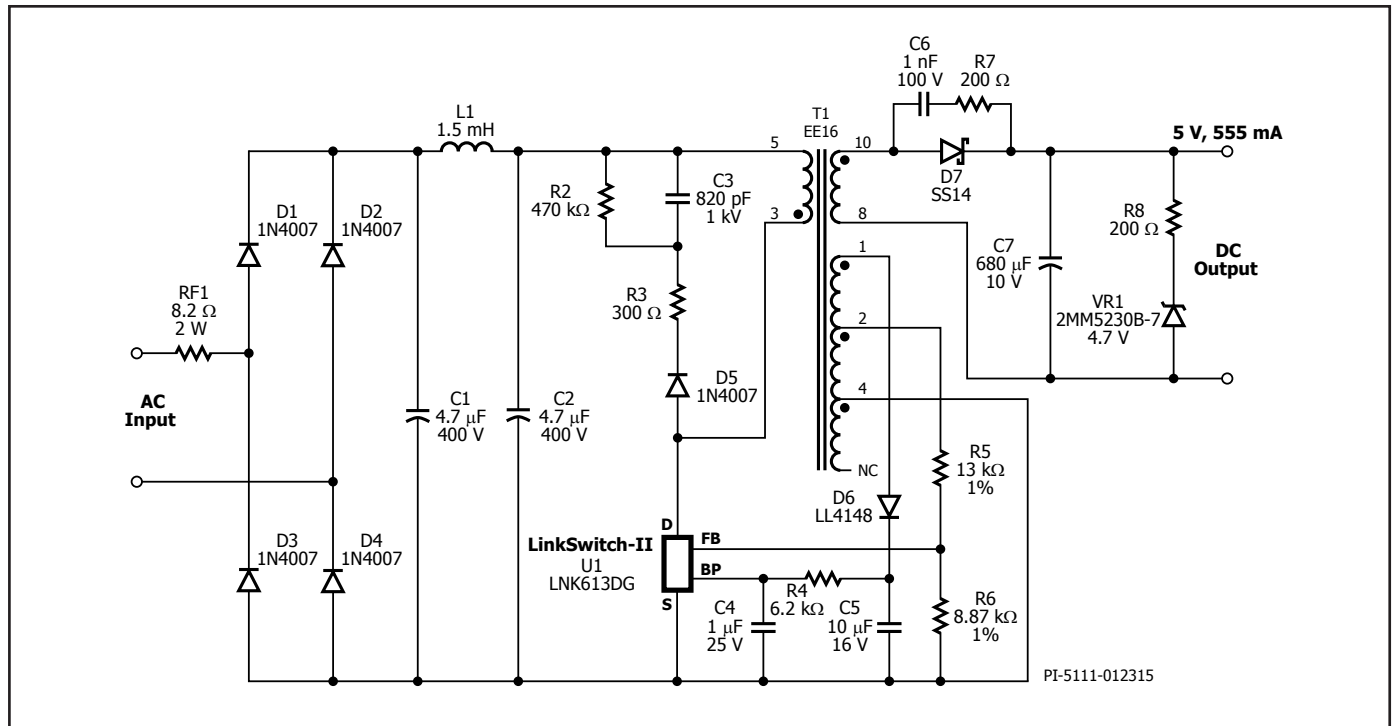 C6
1 nF
100 V
R7
200 Ω
L1
1.5 mH
T1
EE16
5 V, 555 mA
5
10
D7
SS14
R2
470 kΩ
C3
820 pF
1 kV
3
8
D1
1N4007
D2
1N4007
R8
200 Ω
C7
680 μF
10 V
DC
Output
1
R3
300 Ω
RF1
8.2 Ω
2 W
VR1
2MM5230B-7
4.7 V
2
D5
1N4007
4
AC
Input
C1
4.7 μF
400 V
C2
4.7 μF
400 V
R5
13 kΩ
1%
NC
D6
LL4148
D3
1N4007
D4
1N4007
D
LinkSwitch-II
U1
LNK613DG
FB
BP
S
R4
6.2 kΩ
C4
1 μF
25 V
C5
10 μF
16 V
R6
8.87 kΩ
1%
PI-5111-012315